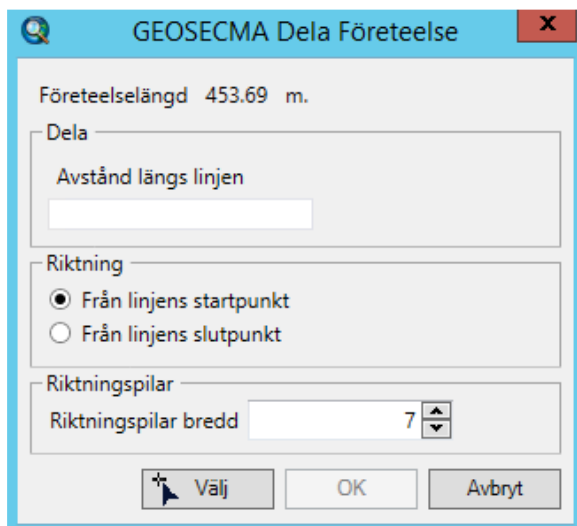 GEOSECMA Dela Företeelse
X
Företeelselängd 453.69 m.
Dela
Avstånd längs linjen
Riktning
Från linjens startpunkt
Från linjens slutpunkt
Riktningspilar
Riktningspilar bredd 7
Välj OK Avbryt